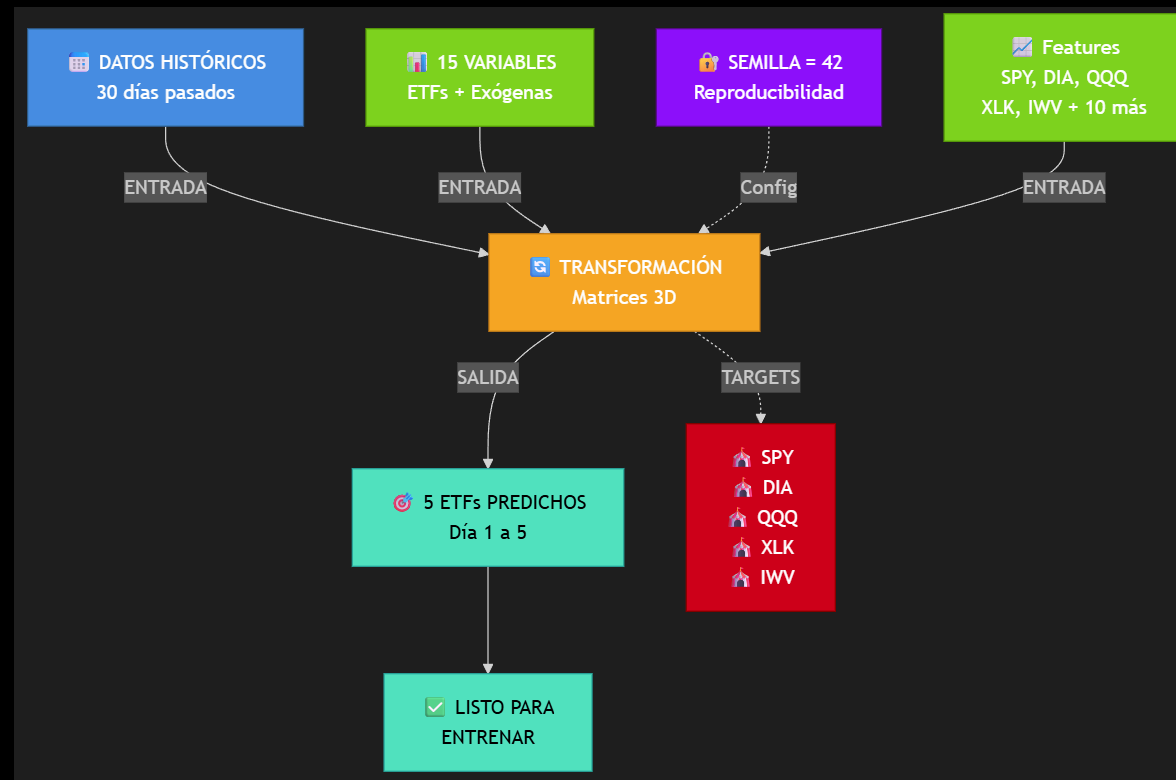 📅 DATOS HISTÓRICOS
30 días pasados
📊 15 VARIABLES
ETFs + Exógenas
🔐 SEMILLA = 42
Reproducibilidad
📈 Features
SPY, DIA, QQQ
XLK, IWV + 10 más
ENTRADA
ENTRADA
Config
ENTRADA
🔄 TRANSFORMACIÓN
Matrices 3D
SALIDA
TARGETS
🎯 5 ETFs PREDICHOS
Día 1 a 5
🎪 SPY
🎪 DIA
🎪 QQQ
🎪 XLK
🎪 IWV
✅ LISTO PARA
ENTRENAR